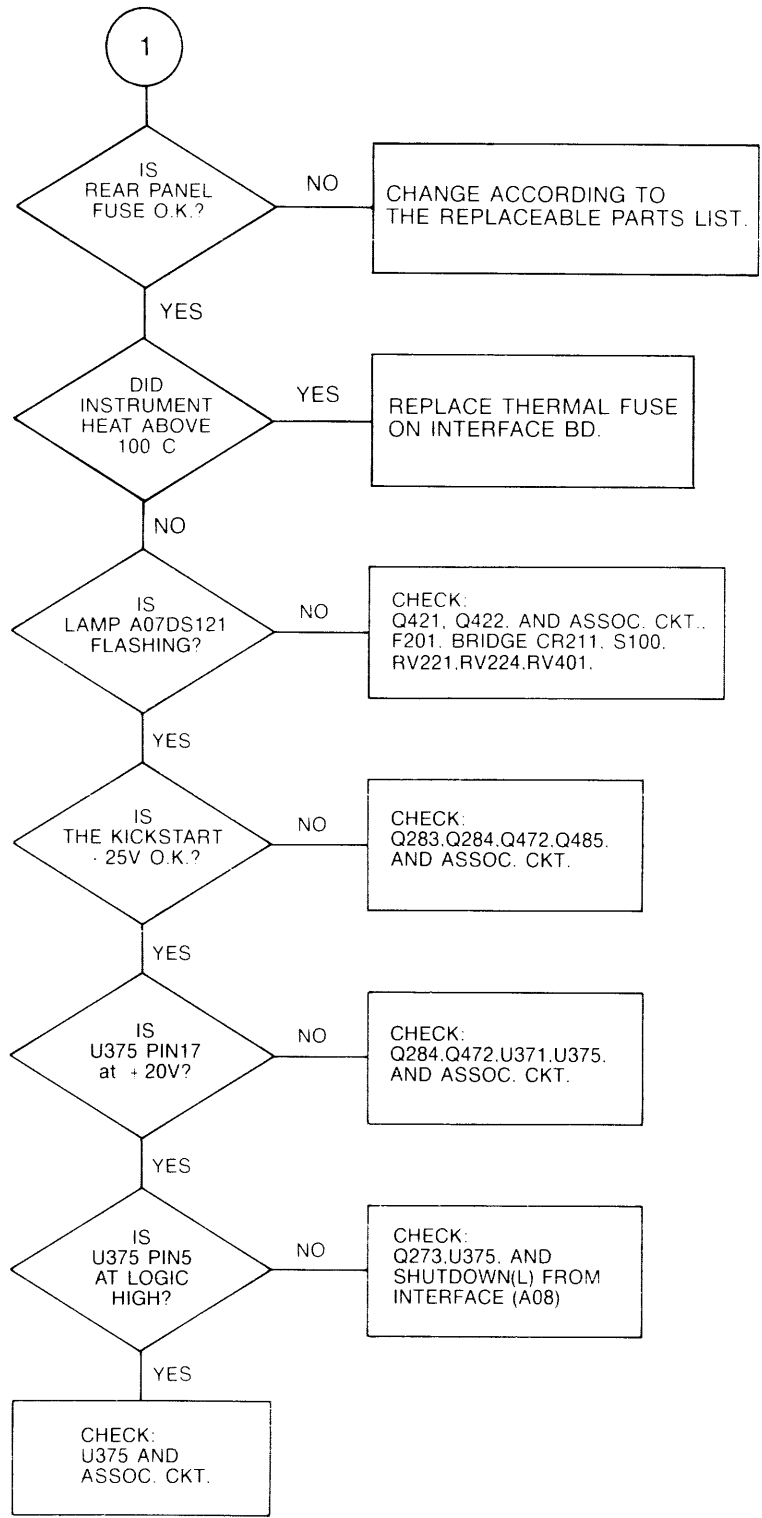 1
IS
REAR PANEL
FUSE O.K.?
NO
CHANGE ACCORDING TO
THE REPLACEABLE PARTS LIST.
YES
DID
INSTRUMENT
HEAT ABOVE
100 C
YES
REPLACE THERMAL FUSE
ON INTERFACE BD.
NO
IS
LAMP A07DS121
FLASHING?
NO
CHECK:
Q421, Q422. AND ASSOC. CKT..
F201. BRIDGE CR211. S100.
RV221.RV224.RV401.
YES
IS
THE KICKSTART
· 25V O.K.?
NO
CHECK:
Q283.Q284.Q472.Q485.
AND ASSOC. CKT.
YES
IS
U375 PIN17
at + 20V?
NO
CHECK:
Q284.Q472.U371.U375.
AND ASSOC. CKT.
YES
IS
U375 PIN5
AT LOGIC
HIGH?
NO
CHECK:
Q273.U375. AND
SHUTDOWN(L) FROM
INTERFACE (A08)
YES
CHECK:
U375 AND
ASSOC. CKT.